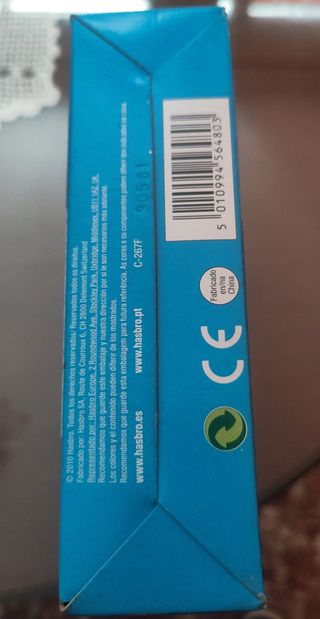 © 2010 Hasbro. Todos los derechos reservados/ Reservados todos os direitos.
Fabricado por: Hasbro SA, Route de Courroux 6, CH 2800 Delemont Switzerland
Representado por: Hasbro Europe, 2 Roundwood Ave, Stockley Park, Uxbridge, Middlesex, UB11 1AZ, UK.
Recomendamos que guarde este embalaje y nuestra dirección por si le son necesarios más adelante.
Los colores y el contenido pueden diferir de los mostrados.
Recomendamos que guarde esta embalagem para futura referência. As cores e os componentes podem diferir dos indicados na caixa.
www.hasbro.es www.hasbro.pt C-267F 30581
5 010994 564803
Fabricado
en/na
China
CE